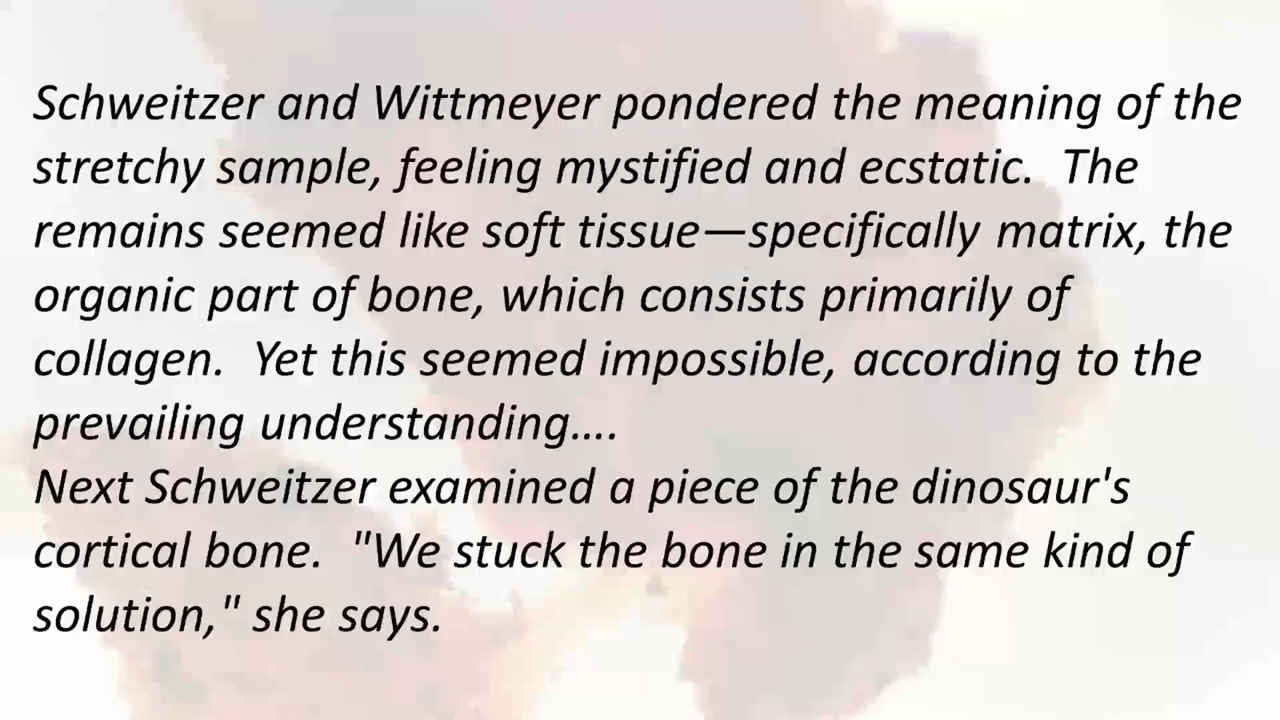 Schweitzer and Wittmeyer pondered the meaning of the
stretchy sample, feeling mystified and ecstatic.  The
remains seemed like soft tissue—specifically matrix, the
organic part of bone, which consists primarily of
collagen.  Yet this seemed impossible, according to the
prevailing understanding….
Next Schweitzer examined a piece of the dinosaur's
cortical bone.  "We stuck the bone in the same kind of
solution," she says.